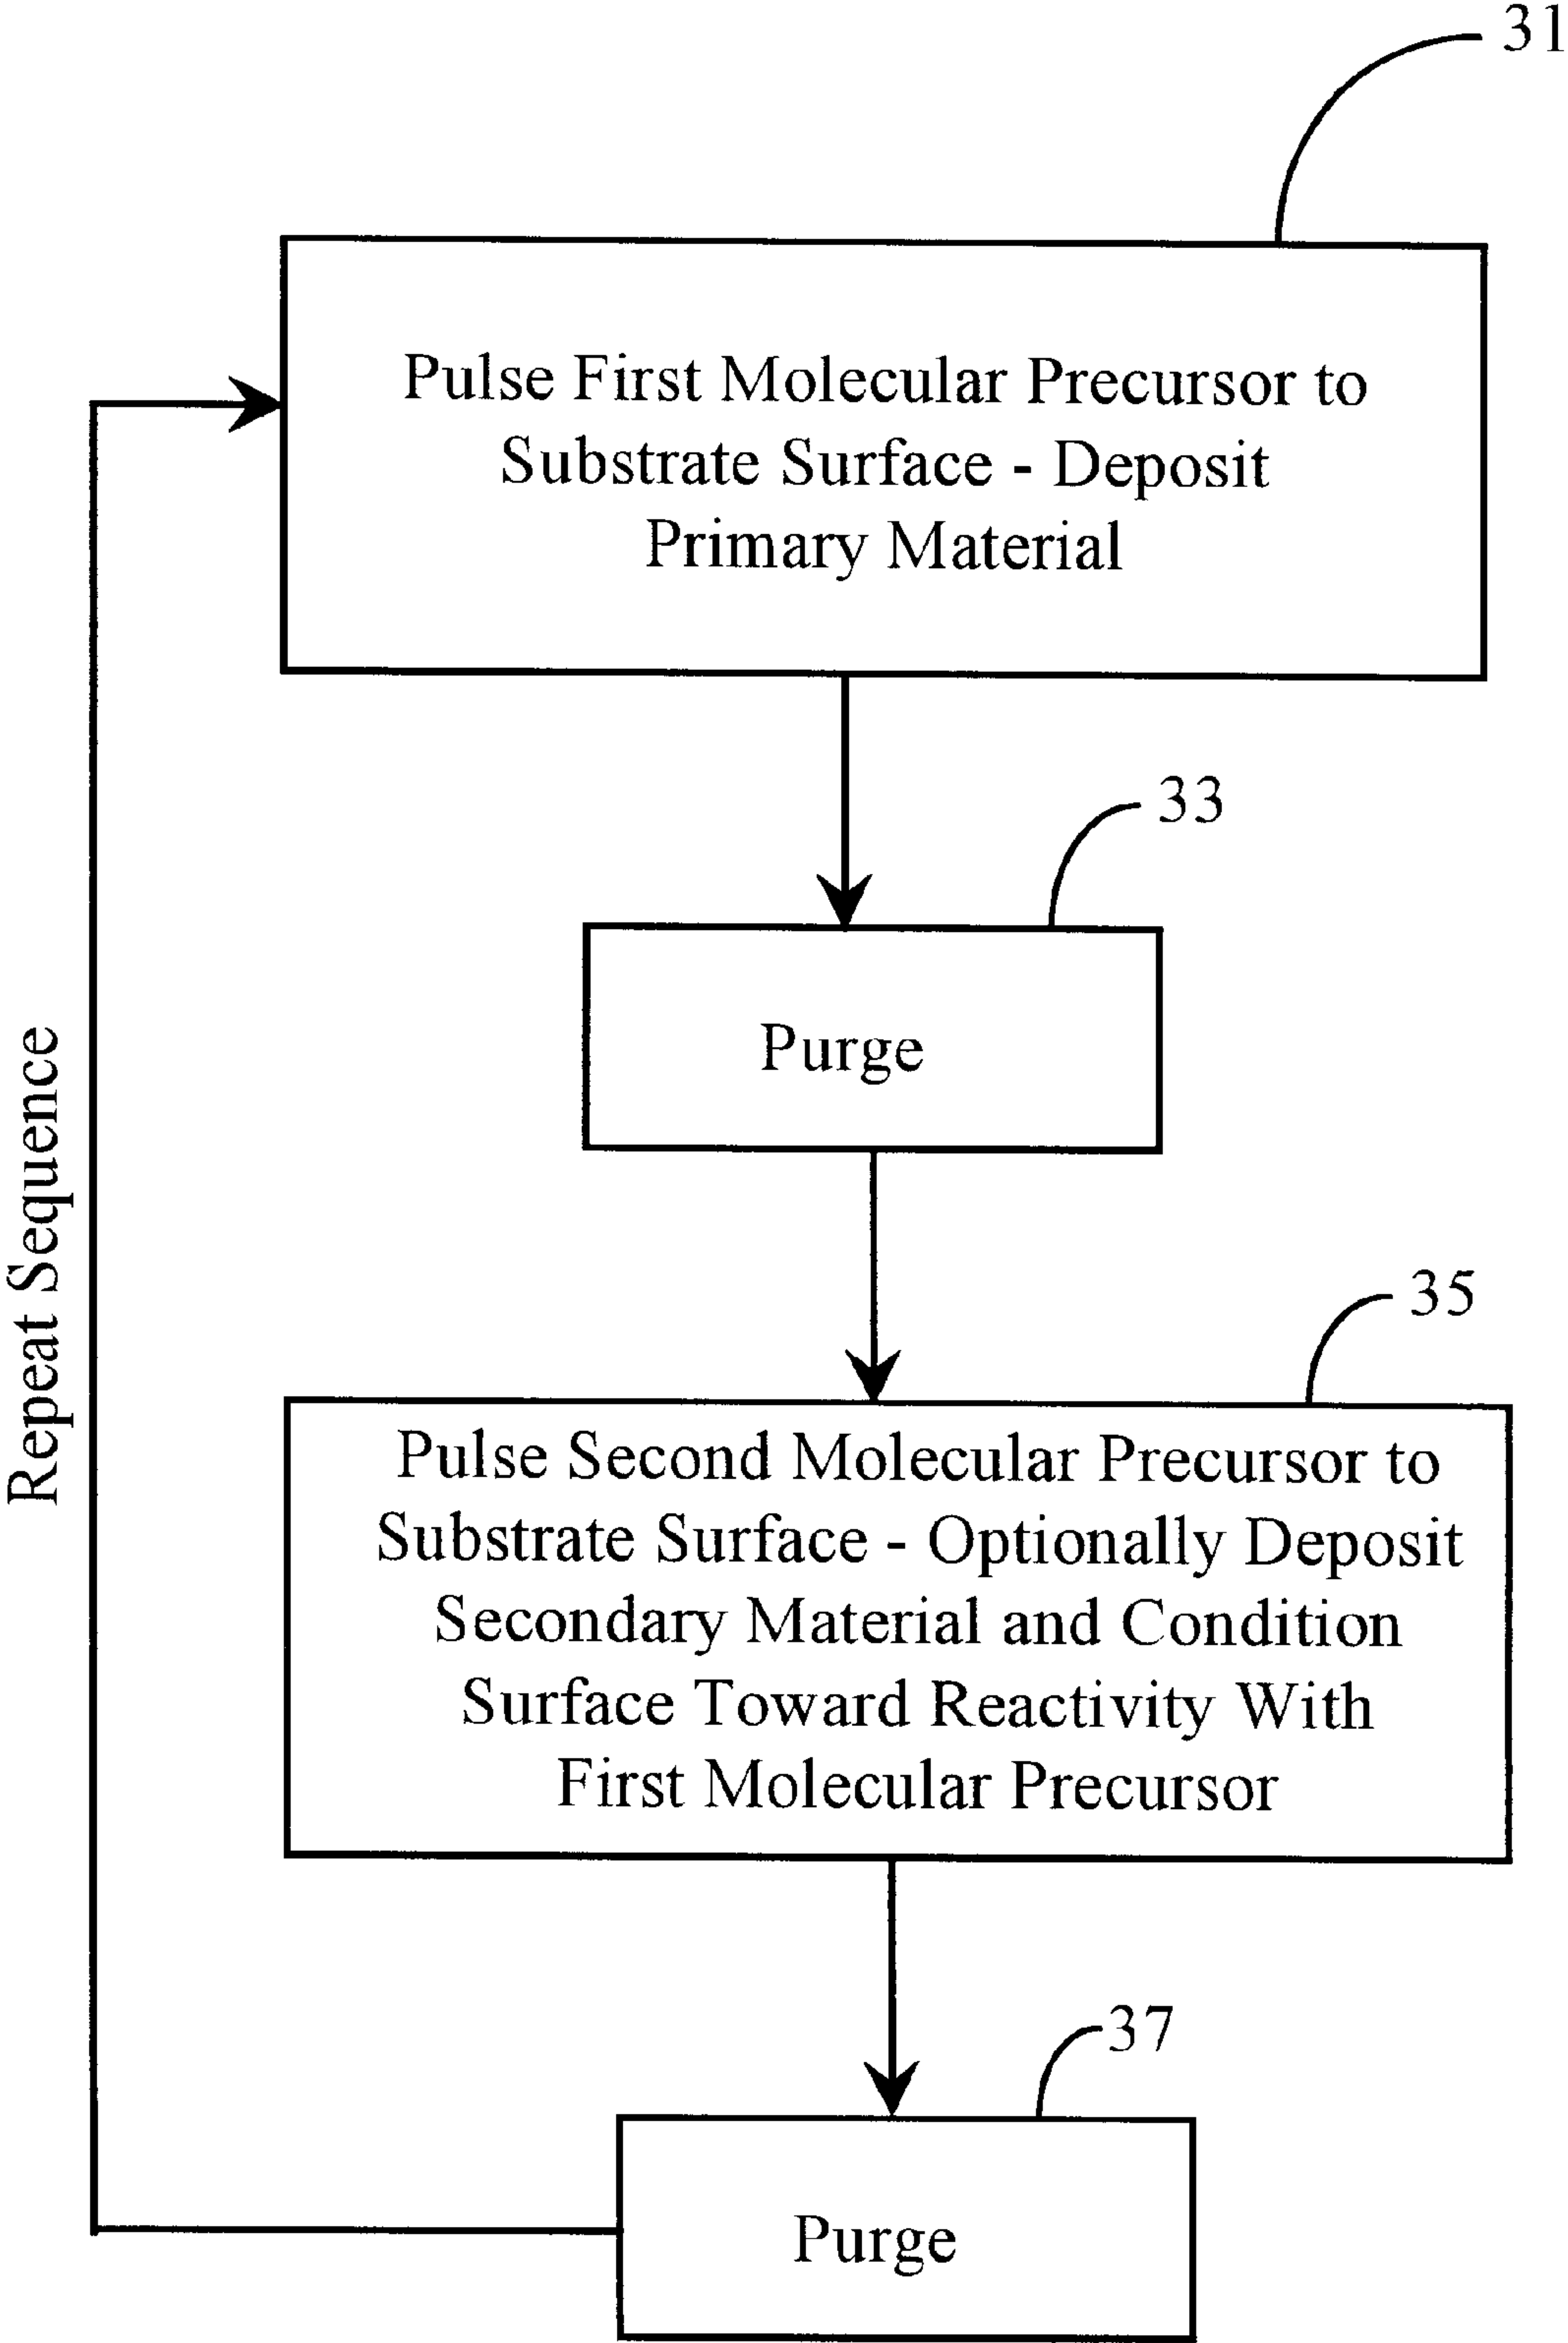 31
Pulse First Molecular Precursor to
Substrate Surface - Deposit
Primary Material
33
Purge
35
Pulse Second Molecular Precursor to
Substrate Surface - Optionally Deposit
Secondary Material and Condition
Surface Toward Reactivity With
First Molecular Precursor
37
Purge
Repeat Sequence